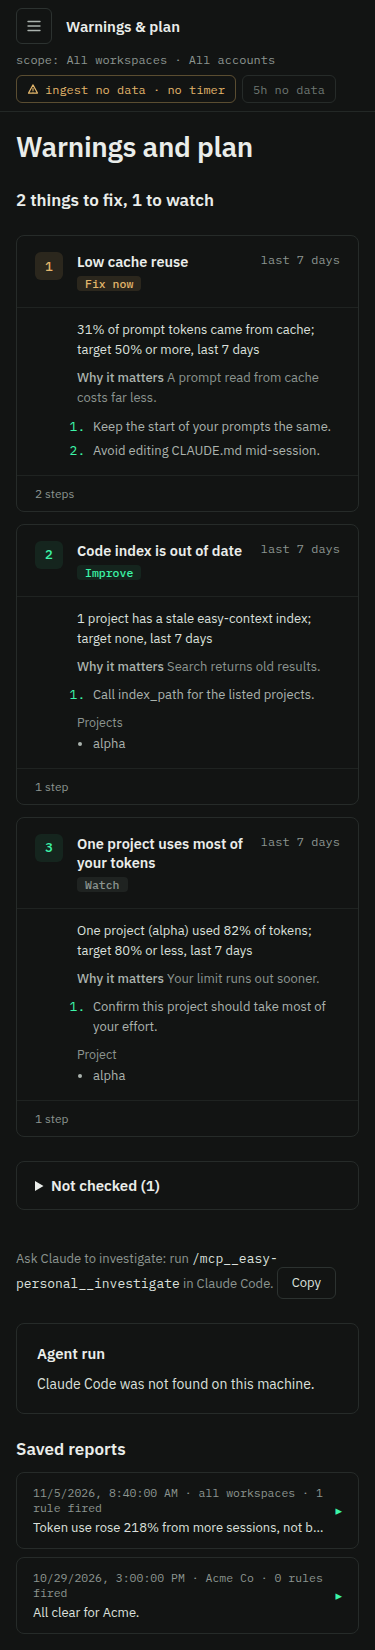 Warnings & plan
scope: All workspaces · All accounts
⚠ ingest no data · no timer
5h no data
Warnings and plan
2 things to fix, 1 to watch
1
Low cache reuse
last 7 days
Fix now
31% of prompt tokens came from cache;
target 50% or more, last 7 days
Why it matters A prompt read from cache
costs far less.
1. Keep the start of your prompts the same.
2. Avoid editing CLAUDE.md mid-session.
2 steps
2
Code index is out of date
last 7 days
Improve
1 project has a stale easy-context index;
target none, last 7 days
Why it matters Search returns old results.
1. Call index_path for the listed projects.
Projects
• alpha
1 step
3
One project uses most of
your tokens
last 7 days
Watch
One project (alpha) used 82% of tokens;
target 80% or less, last 7 days
Why it matters Your limit runs out sooner.
1. Confirm this project should take most of
your effort.
Project
• alpha
1 step
▶ Not checked (1)
Ask Claude to investigate: run /mcp__easy-
personal__investigate in Claude Code.
Copy
Agent run
Claude Code was not found on this machine.
Saved reports
11/5/2026, 8:40:00 AM · all workspaces · 1
rule fired
Token use rose 218% from more sessions, not b…
10/29/2026, 3:00:00 PM · Acme Co · 0 rules
fired
All clear for Acme.